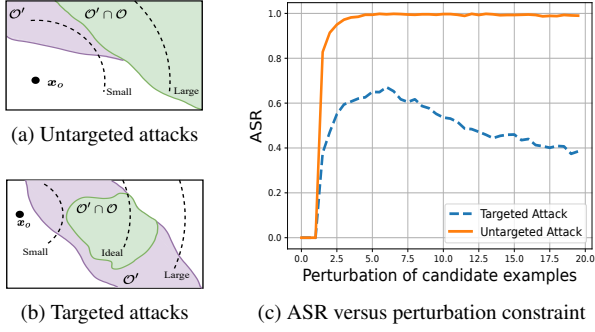 𝒪′
𝒪′ ∩ 𝒪
𝒙ₒ
Small
Large
(a) Untargeted attacks
𝒙ₒ
𝒪′ ∩ 𝒪
Small
Ideal
Large
𝒪′
(b) Targeted attacks
ASR
1.0
0.8
0.6
0.4
0.2
0.0
Targeted Attack
Untargeted Attack
0.0 2.5 5.0 7.5 10.0 12.5 15.0 17.5 20.0
Perturbation of candidate examples
(c) ASR versus perturbation constraint